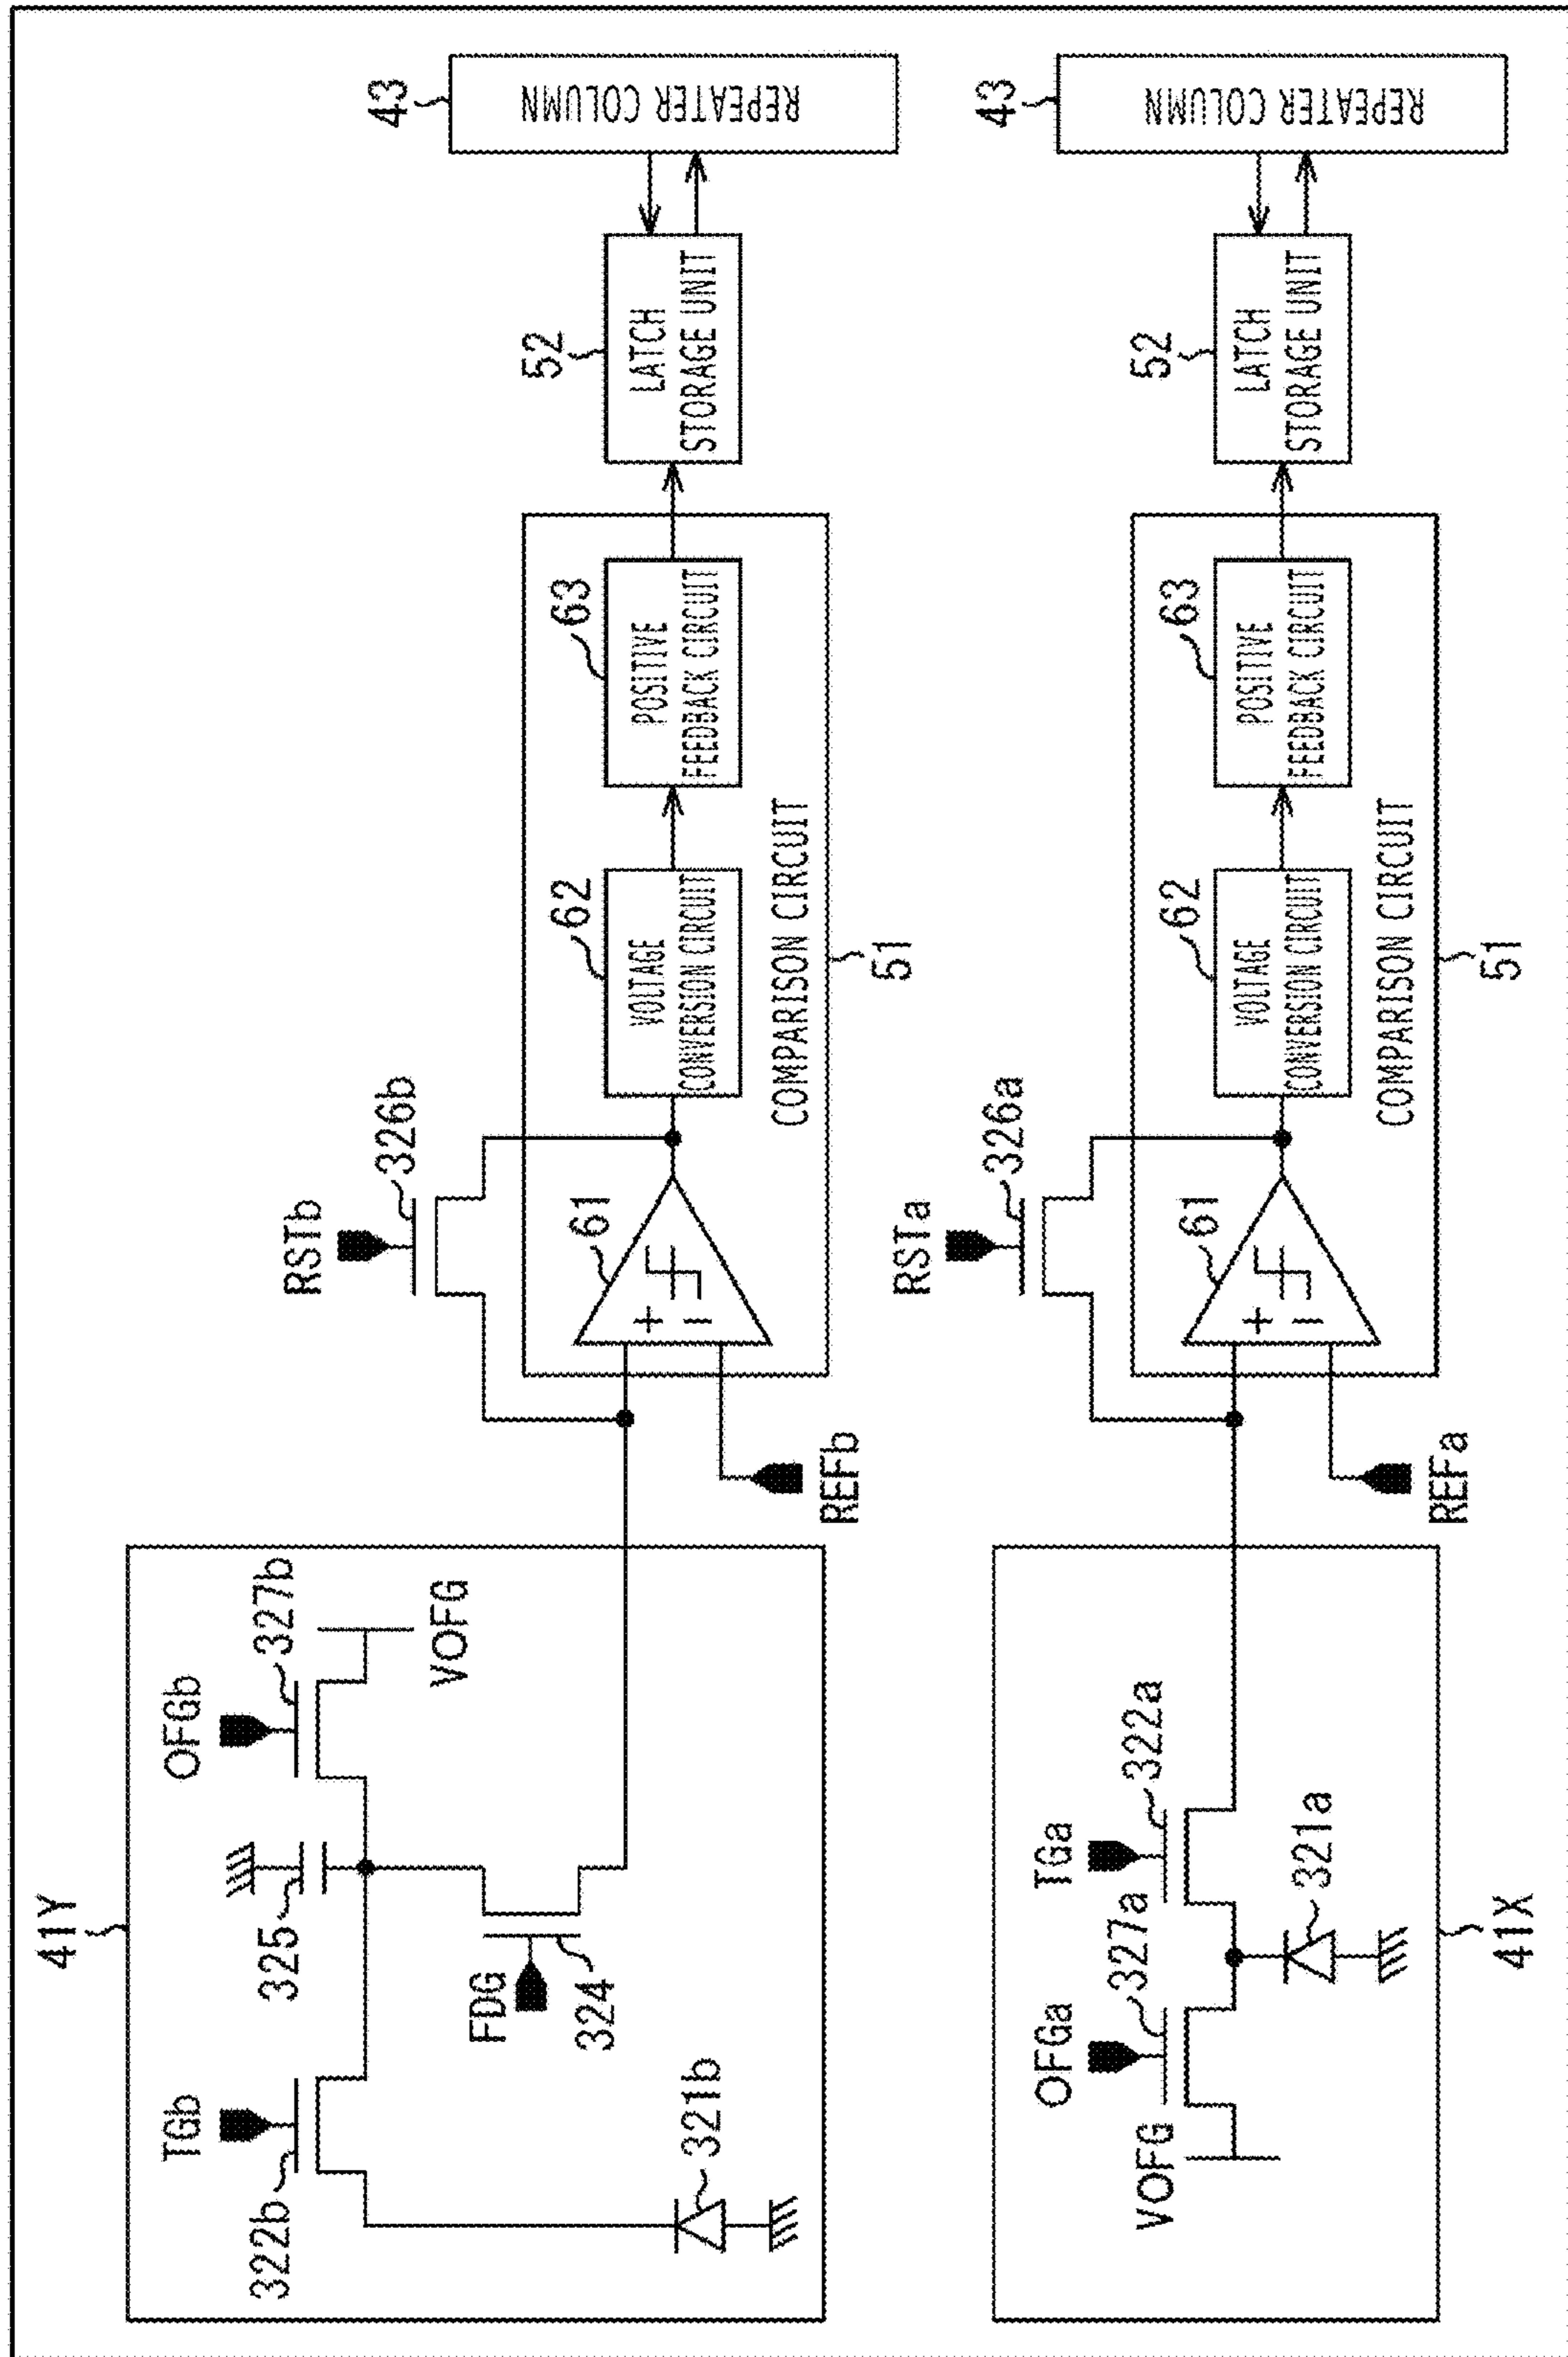 41Y
TGb
322b
325
OFGb
327b
VOFG
FDG
324
321b
RSTb
326b
REFb
61
+
−
62
VOLTAGE
CONVERSION CIRCUIT
63
POSITIVE
FEEDBACK CIRCUIT
COMPARISON CIRCUIT
51
52
LATCH
STORAGE UNIT
43
REPEATER COLUMN
OFGa
327a
VOFG
TGa
322a
321a
41X
RSTa
326a
REFa
61
+
−
62
VOLTAGE
CONVERSION CIRCUIT
63
POSITIVE
FEEDBACK CIRCUIT
COMPARISON CIRCUIT
51
52
LATCH
STORAGE UNIT
43
REPEATER COLUMN